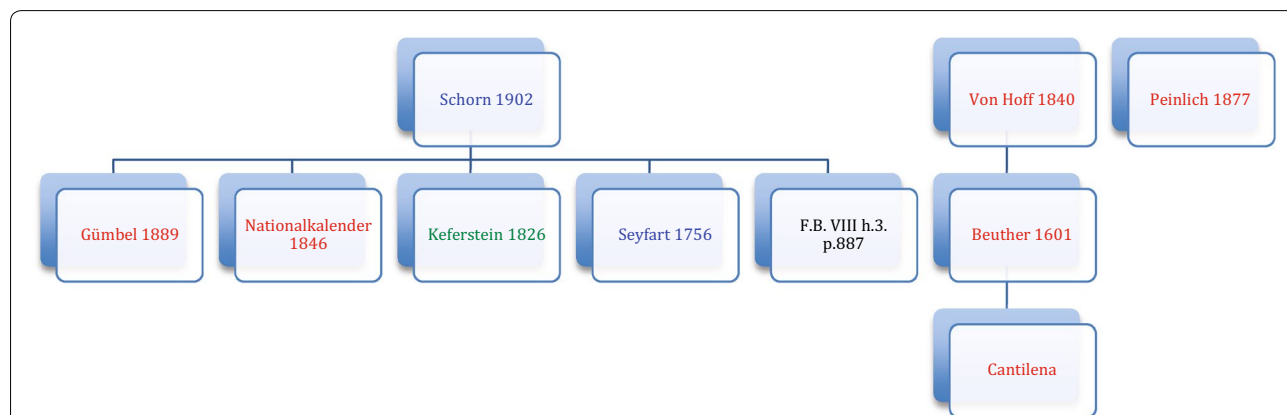 Schorn 1902
Von Hoff 1840
Peinlich 1877
Gümbel 1889
Nationalkalender
1846
Keferstein 1826
Seyfart 1756
F.B. VIII h.3.
p.887
Beuther 1601
Cantilena